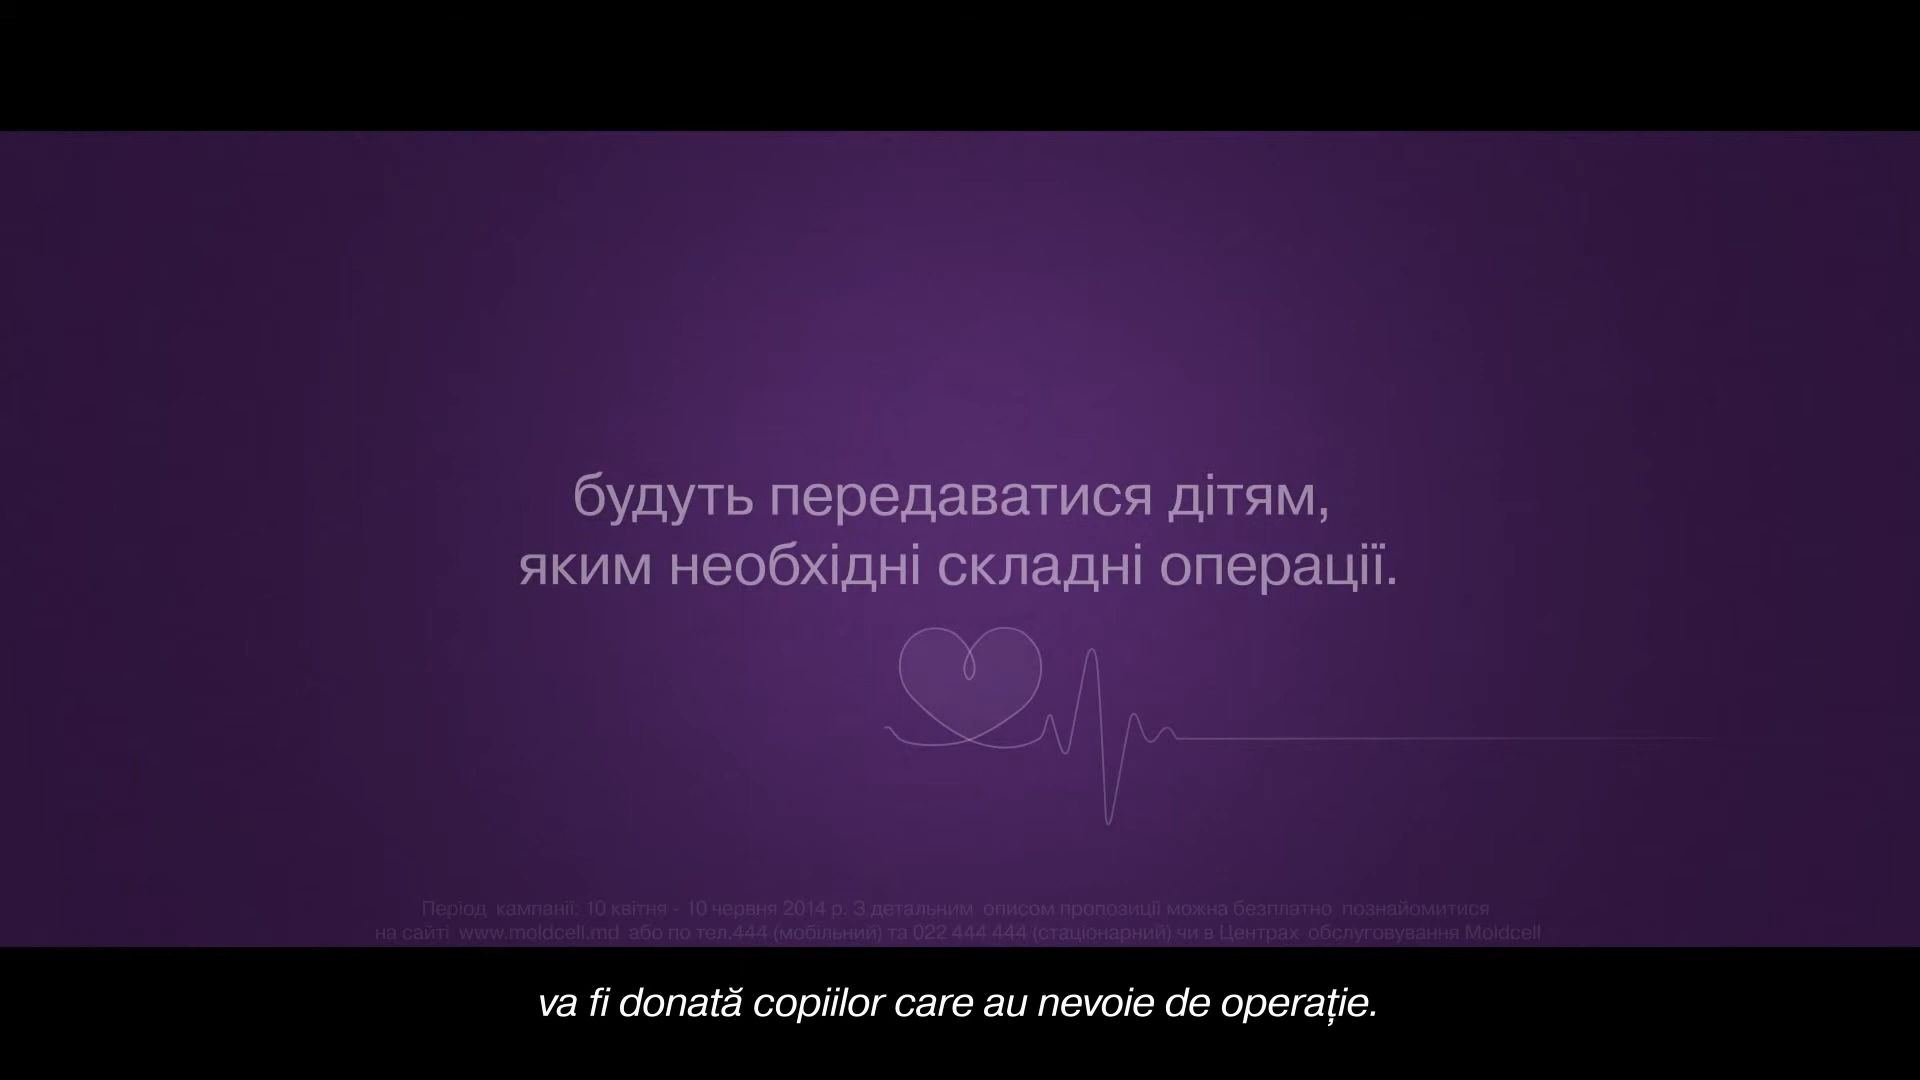 будуть передаватися дітям,
яким необхідні складні операції.
Період кампанії: 10 квітня - 10 червня 2014 р. З детальним описом пропозиції можна безплатно познайомитися
на сайті www.moldcell.md або по тел.444 (мобільний) та 022 444 444 (стаціонарний) чи в Центрах обслуговування Moldcell
va fi donată copiilor care au nevoie de operație.